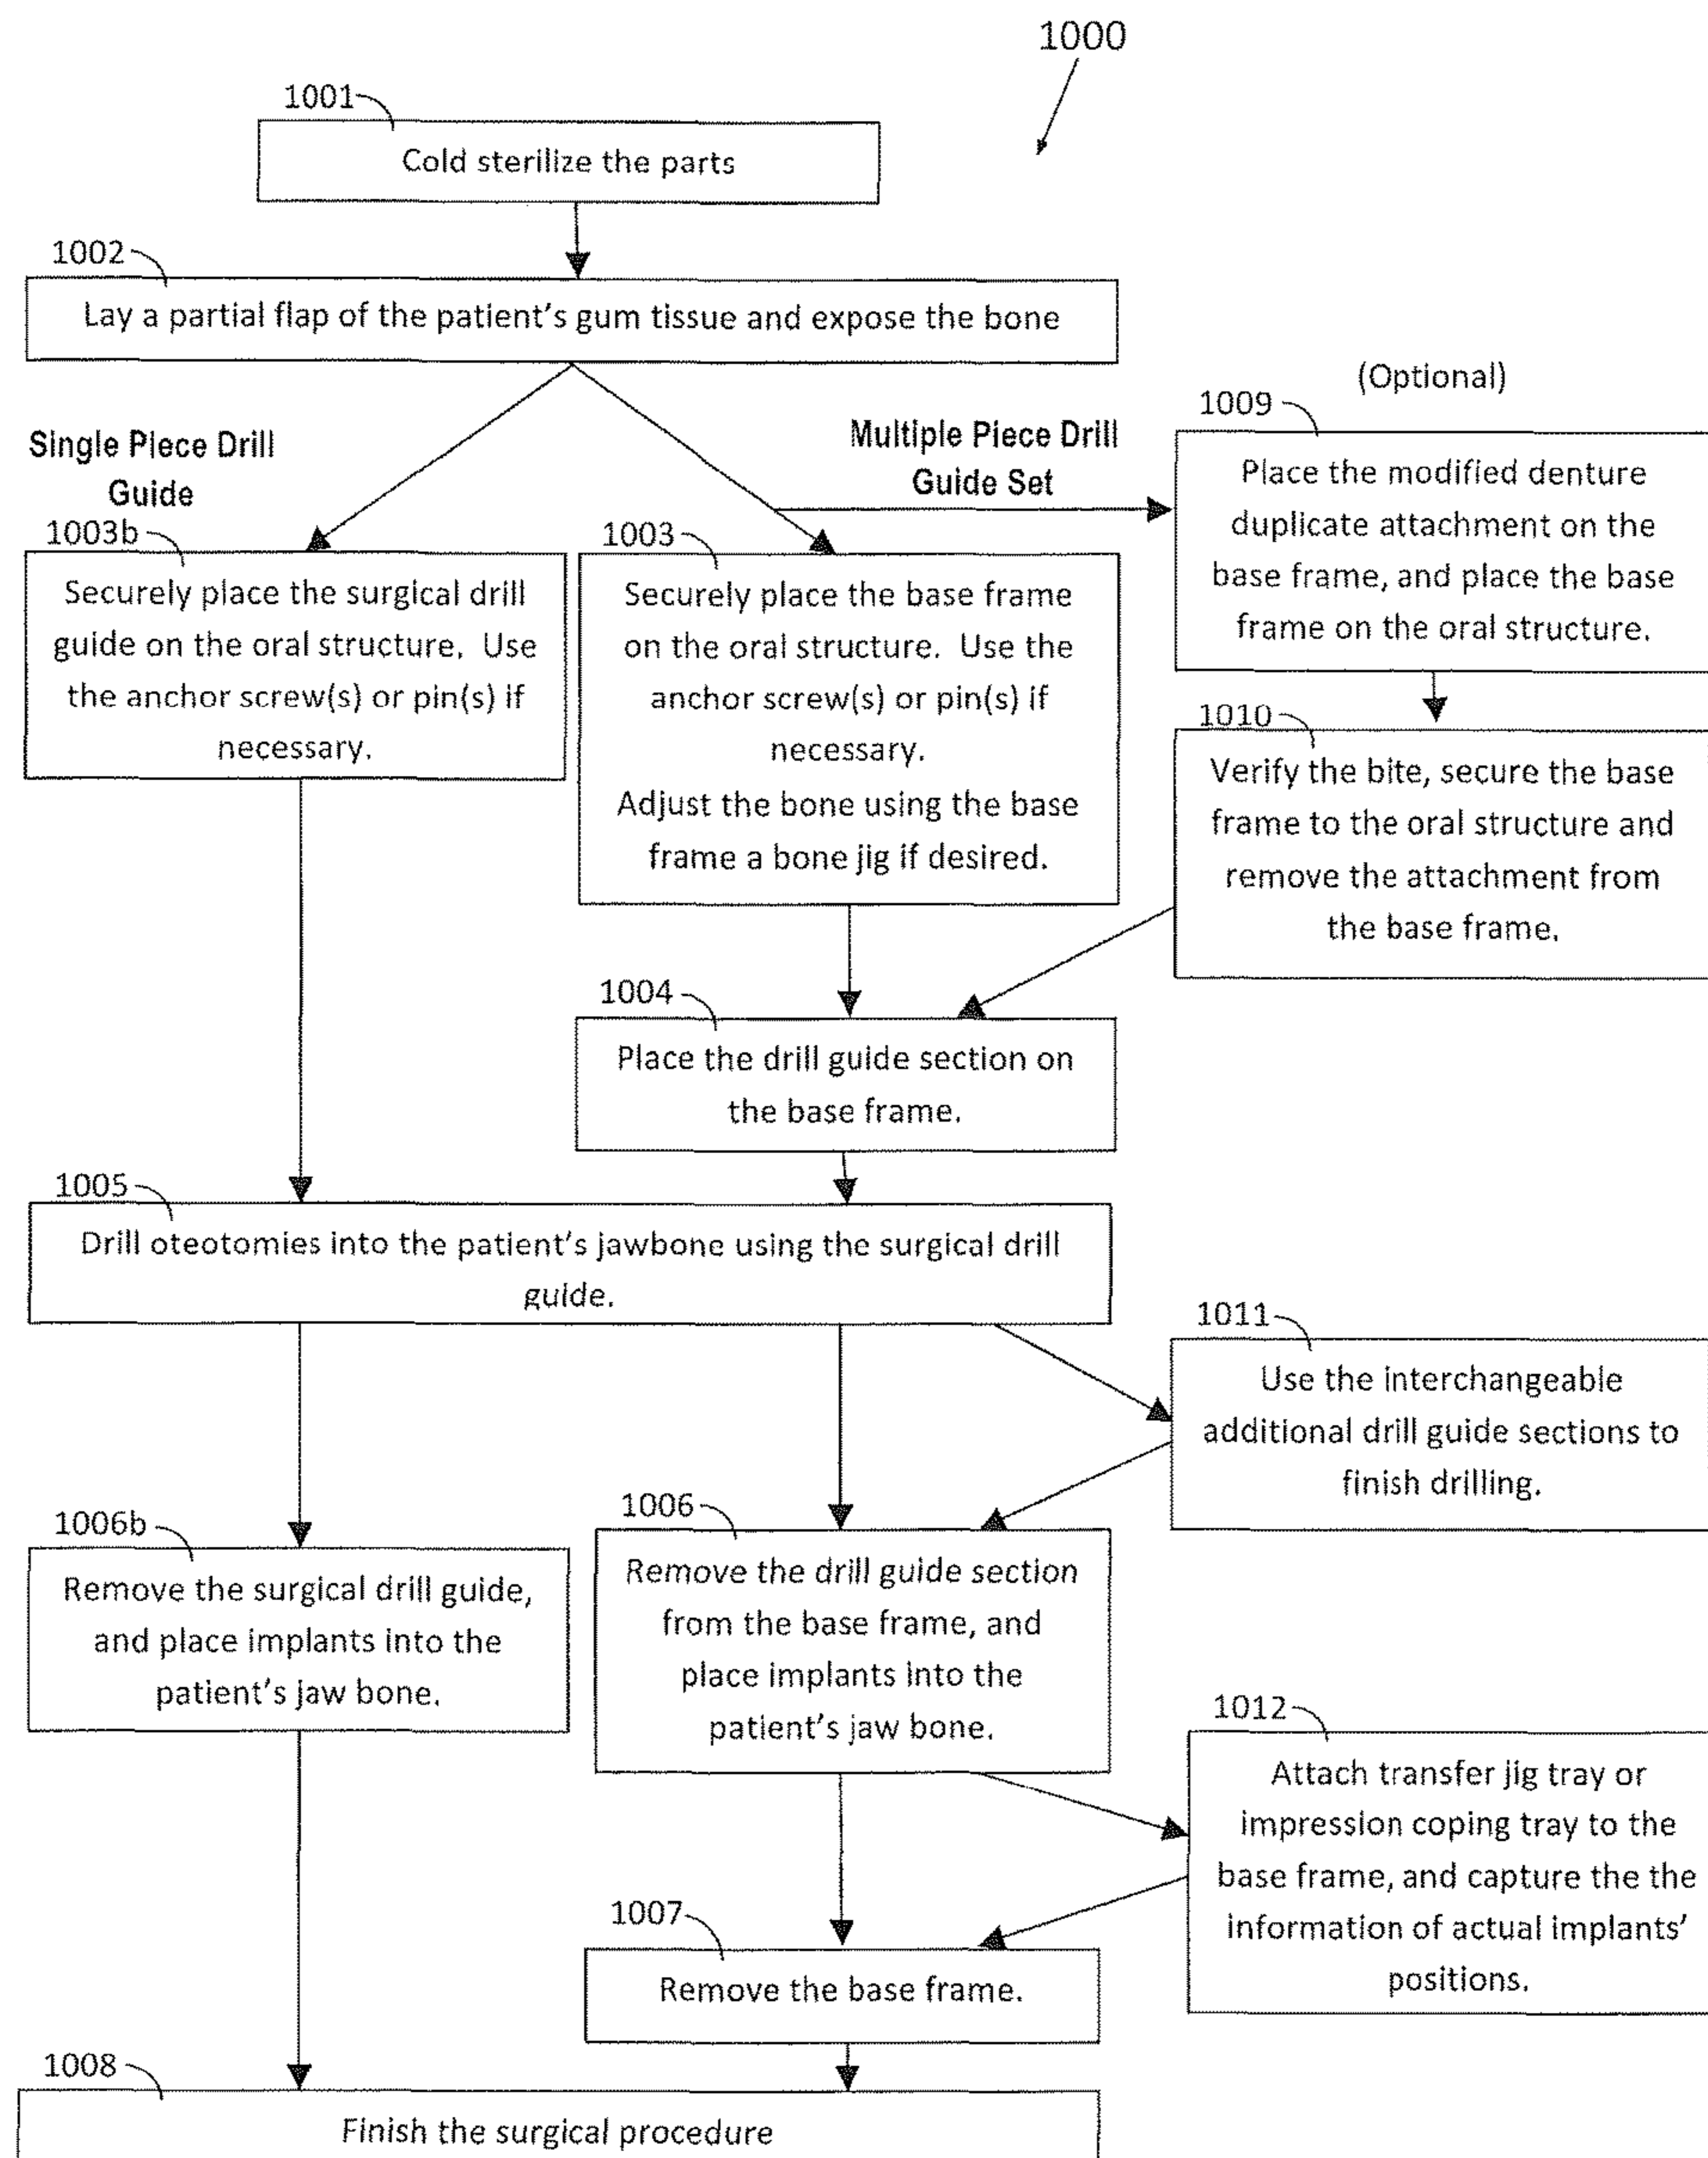 1000
1001
Cold sterilize the parts
1002
Lay a partial flap of the patient's gum tissue and expose the bone
(Optional)
Single Piece Drill
Guide
Multiple Piece Drill
Guide Set
1003b
Securely place the surgical drill
guide on the oral structure. Use
the anchor screw(s) or pin(s) if
necessary.
1003
Securely place the base frame
on the oral structure. Use the
anchor screw(s) or pin(s) if
necessary.
Adjust the bone using the base
frame a bone jig if desired.
1009
Place the modified denture
duplicate attachment on the
base frame, and place the base
frame on the oral structure.
1010
Verify the bite, secure the base
frame to the oral structure and
remove the attachment from
the base frame.
1004
Place the drill guide section on
the base frame.
1005
Drill oteotomies into the patient's jawbone using the surgical drill
guide.
1011
Use the interchangeable
additional drill guide sections to
finish drilling.
1006b
Remove the surgical drill guide,
and place implants into the
patient's jaw bone.
1006
Remove the drill guide section
from the base frame, and
place implants into the
patient's jaw bone.
1012
Attach transfer jig tray or
impression coping tray to the
base frame, and capture the the
information of actual implants'
positions.
1007
Remove the base frame.
1008
Finish the surgical procedure